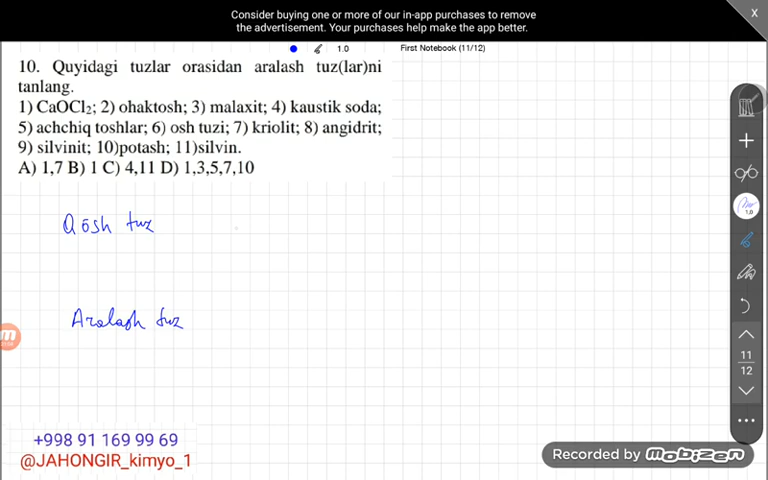 Consider buying one or more of our in-app purchases to remove
the advertisement. Your purchases help make the app better.
X
1.0
First Notebook (11/12)
10. Quyidagi tuzlar orasidan aralash tuz(lar)ni
tanlang.
1) CaOCl₂; 2) ohaktosh; 3) malaxit; 4) kaustik soda;
5) achchiq toshlar; 6) osh tuzi; 7) kriolit; 8) angidrit;
9) silvinit; 10)potash; 11)silvin.
A) 1,7 B) 1 C) 4,11 D) 1,3,5,7,10
Qōsh tuz
Aralash tuz
1.0
11
12
+998 91 169 99 69
@JAHONGIR_kimyo_1
Recorded by mobizen